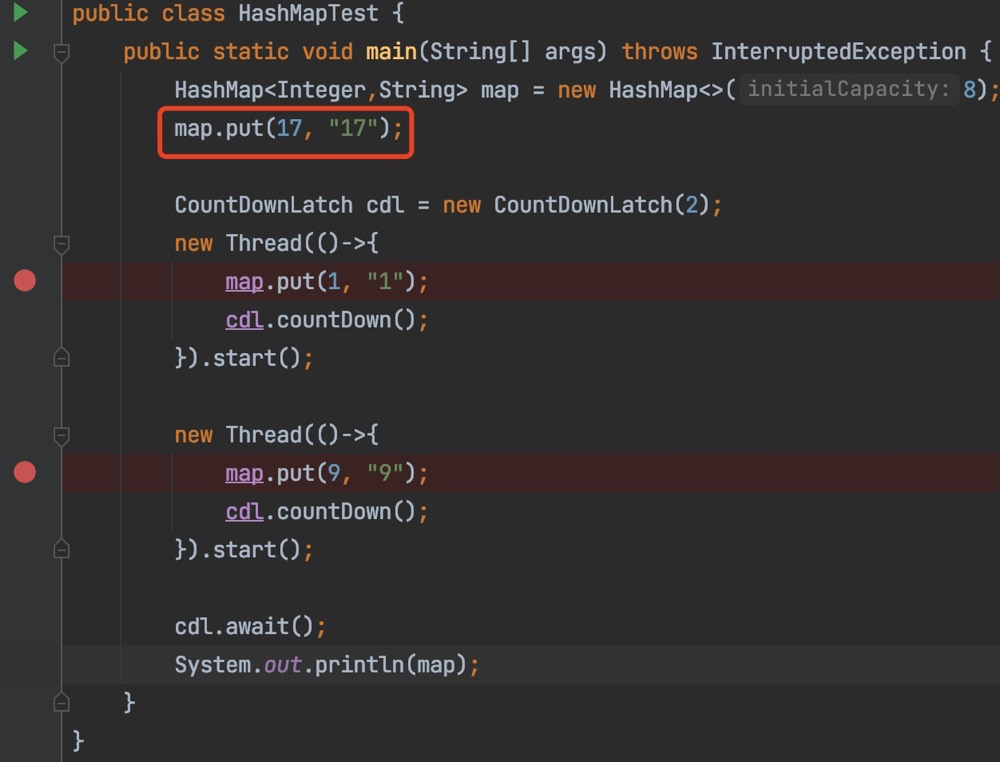 public class HashMapTest {
public static void main(String[] args) throws InterruptedException {
HashMap<Integer,String> map = new HashMap<>( initialCapacity: 8);
map.put(17, "17");
CountDownLatch cdl = new CountDownLatch(2);
new Thread(()->{
map.put(1, "1");
cdl.countDown();
}).start();
new Thread(()->{
map.put(9, "9");
cdl.countDown();
}).start();
cdl.await();
System.out.println(map);
}
}